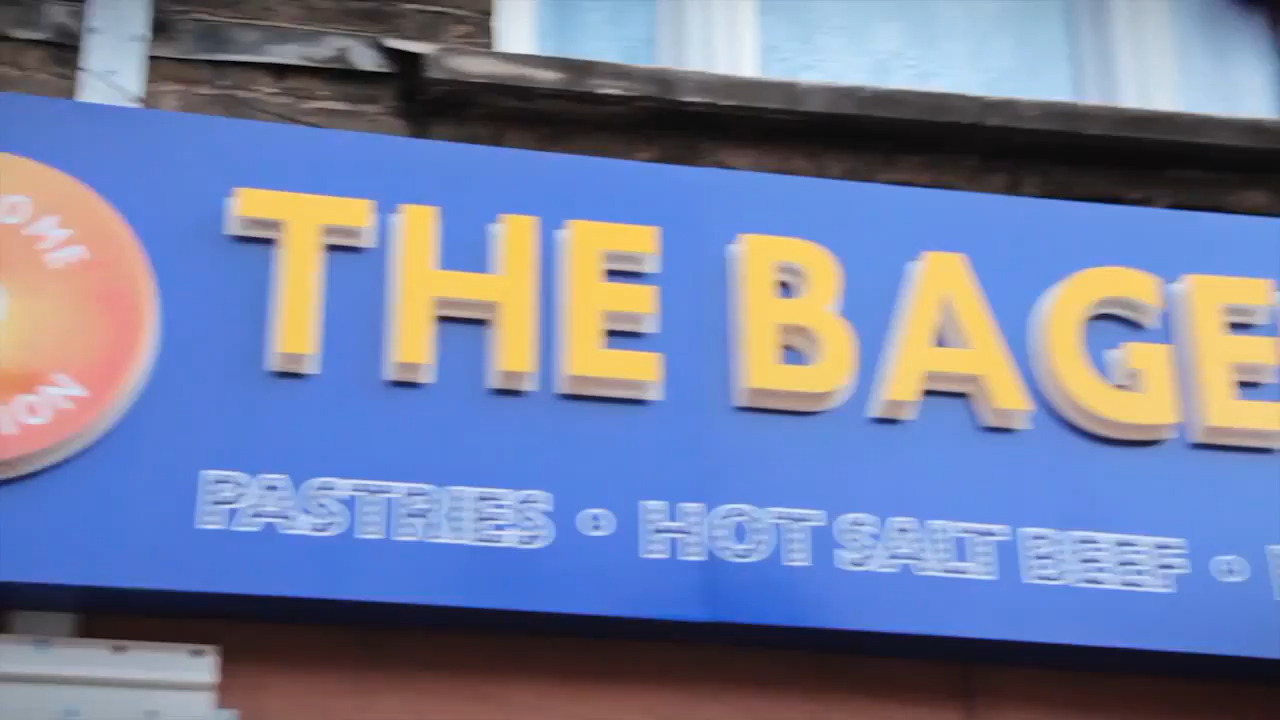 THE BAGE
PASTRIES • HOT SALT BEEF •